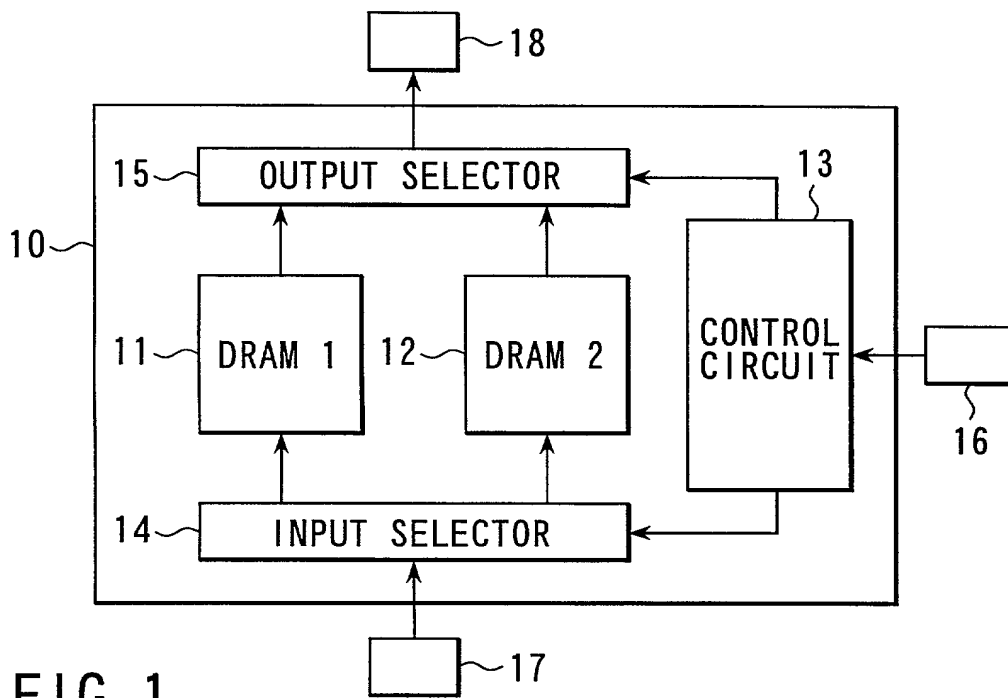 18
15
OUTPUT SELECTOR
13
10
11
DRAM 1
12
DRAM 2
CONTROL
CIRCUIT
16
14
INPUT SELECTOR
17
FIG. 1